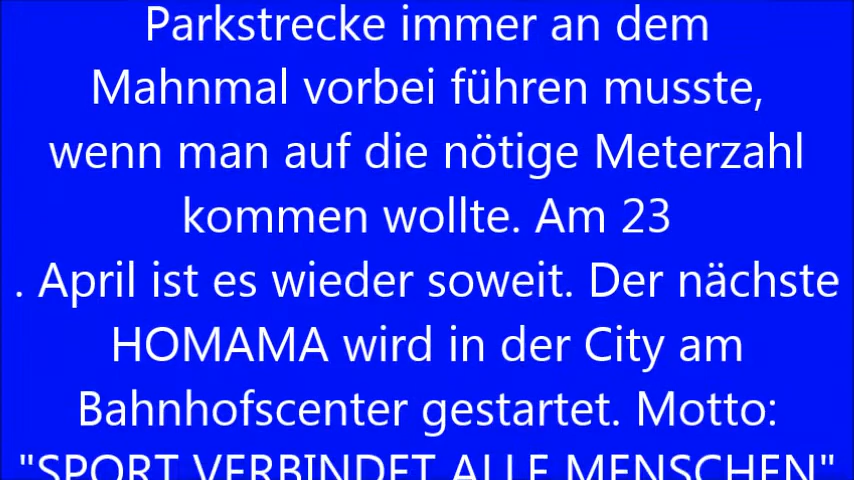 Parkstrecke immer an dem
Mahnmal vorbei führen musste,
wenn man auf die nötige Meterzahl
kommen wollte. Am 23
. April ist es wieder soweit. Der nächste
HOMAMA wird in der City am
Bahnhofscenter gestartet. Motto:
"SPORT VERBINDET ALLE MENSCHEN"